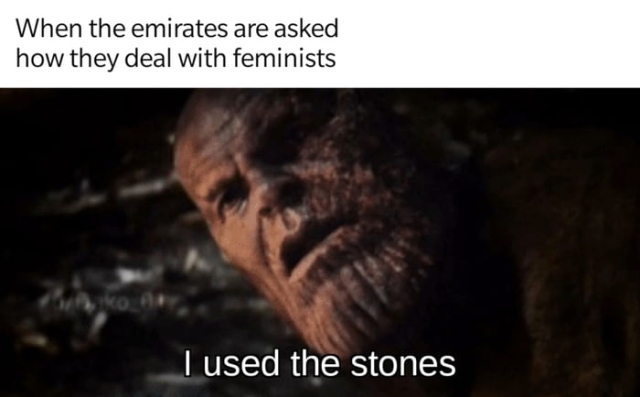 When the emirates are asked
how they deal with feminists
I used the stones